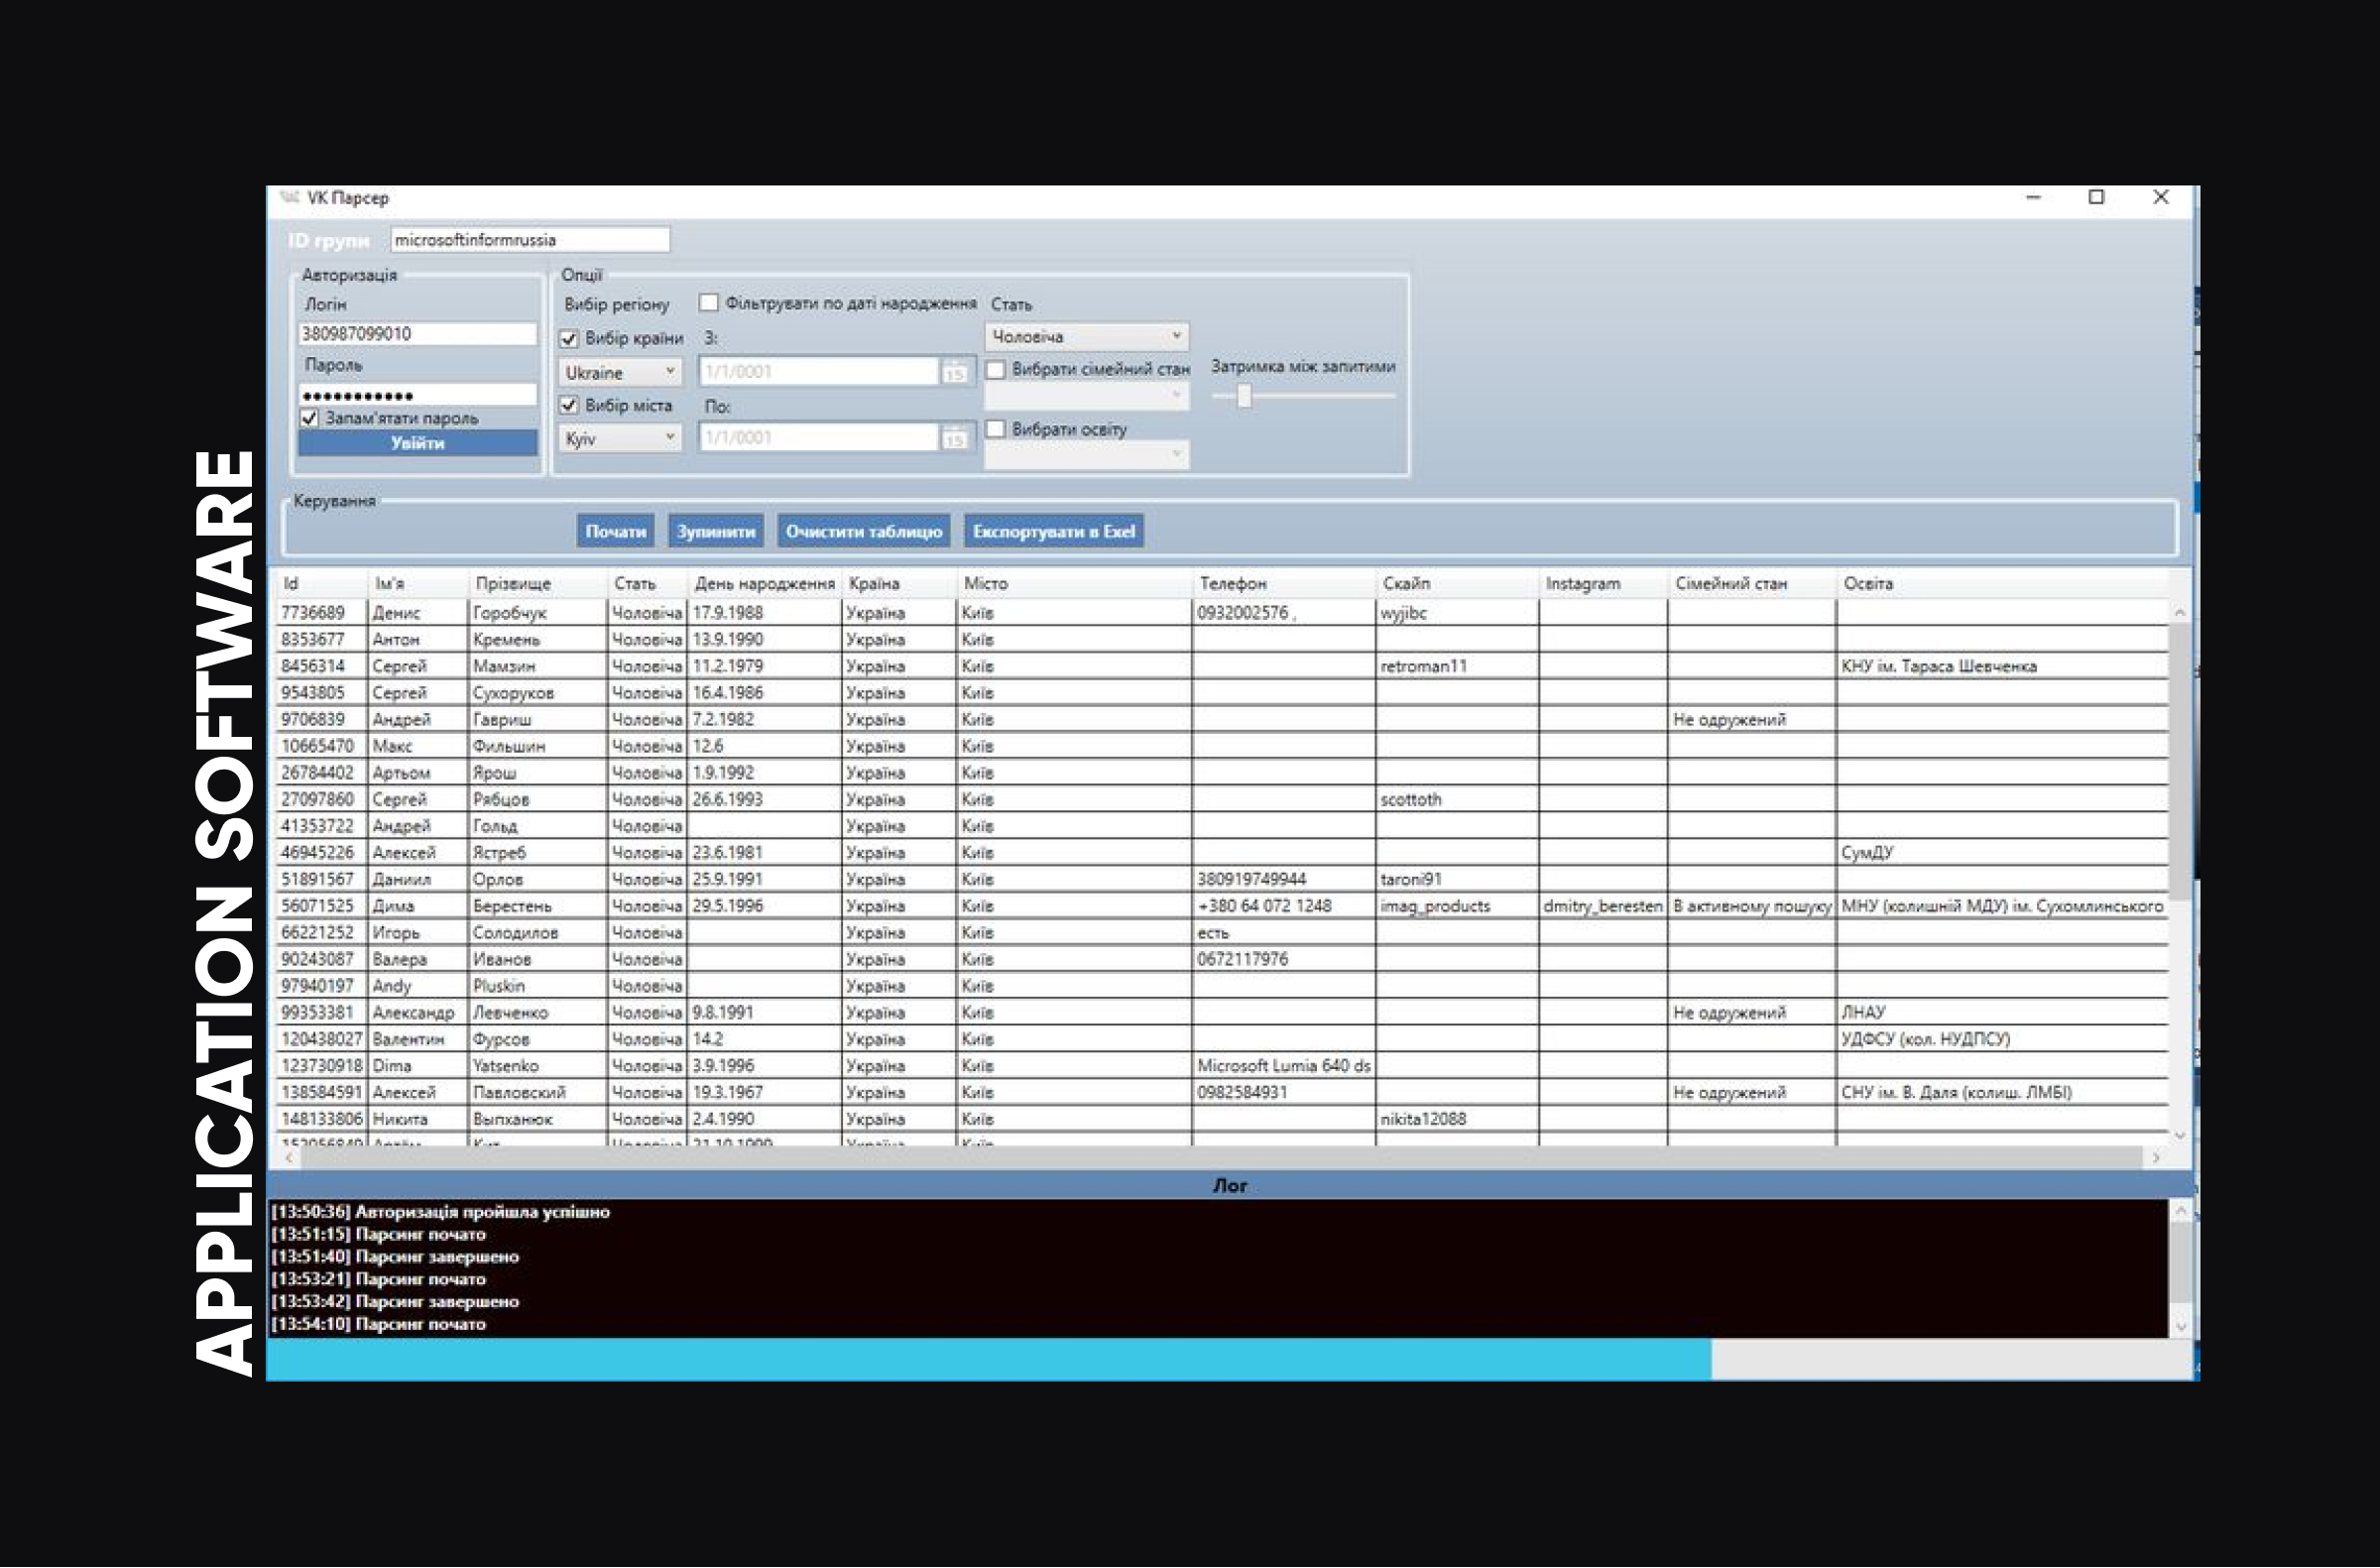 APPLICATION SOFTWARE
VK Парсер
ID групи microsoftinformrussia
Авторизація
Логін
380987099010
Пароль
•••••••••••
Запам'ятати пароль
Увійти
Опції
Вибір регіону Фільтрувати по даті народження Стать
Вибір країни З: Чоловіча
Ukraine 1/1/0001 15 Вибрати сімейний стан Затримка між запитими
Вибір міста По:
Kyiv 1/1/0001 15 Вибрати освіту
Керування
Почати Зупинити Очистити таблицю Експортувати в Exel
Id Ім'я Прізвище Стать День народження Країна Місто Телефон Скайп Instagram Сімейний стан Освіта
7736689 Денис Горобчук Чоловіча 17.9.1988 Україна Київ 0932002576 , wyjibc
8353677 Антон Кремень Чоловіча 13.9.1990 Україна Київ
8456314 Сергей Мамзин Чоловіча 11.2.1979 Україна Київ retroman11 КНУ ім. Тараса Шевченка
9543805 Сергей Сухоруков Чоловіча 16.4.1986 Україна Київ
9706839 Андрей Гавриш Чоловіча 7.2.1982 Україна Київ Не одружений
10665470 Макс Фильшин Чоловіча 12.6 Україна Київ
26784402 Артьом Ярош Чоловіча 1.9.1992 Україна Київ
27097860 Сергей Рябцов Чоловіча 26.6.1993 Україна Київ scottoth
41353722 Андрей Гольд Чоловіча Україна Київ
46945226 Алексей Ястреб Чоловіча 23.6.1981 Україна Київ СумДУ
51891567 Даниил Орлов Чоловіча 25.9.1991 Україна Київ 380919749944 taroni91
56071525 Дима Берестень Чоловіча 29.5.1996 Україна Київ +380 64 072 1248 imag_products dmitry_beresten В активному пошуку МНУ (колишній МДУ) ім. Сухомлинського
66221252 Игорь Солодилов Чоловіча Україна Київ есть
90243087 Валера Иванов Чоловіча Україна Київ 0672117976
97940197 Andy Pluskin Чоловіча Україна Київ
99353381 Александр Левченко Чоловіча 9.8.1991 Україна Київ Не одружений ЛНАУ
120438027 Валентин Фурсов Чоловіча 14.2 Україна Київ УДФСУ (кол. НУДПСУ)
123730918 Dima Yatsenko Чоловіча 3.9.1996 Україна Київ Microsoft Lumia 640 ds
138584591 Алексей Павловский Чоловіча 19.3.1967 Україна Київ 0982584931 Не одружений СНУ ім. В. Даля (колиш. ЛМБІ)
148133806 Никита Выпханюк Чоловіча 2.4.1990 Україна Київ nikita12088
Лог
[13:50:36] Авторизація пройшла успішно
[13:51:15] Парсинг почато
[13:51:40] Парсинг завершено
[13:53:21] Парсинг почато
[13:53:42] Парсинг завершено
[13:54:10] Парсинг почато